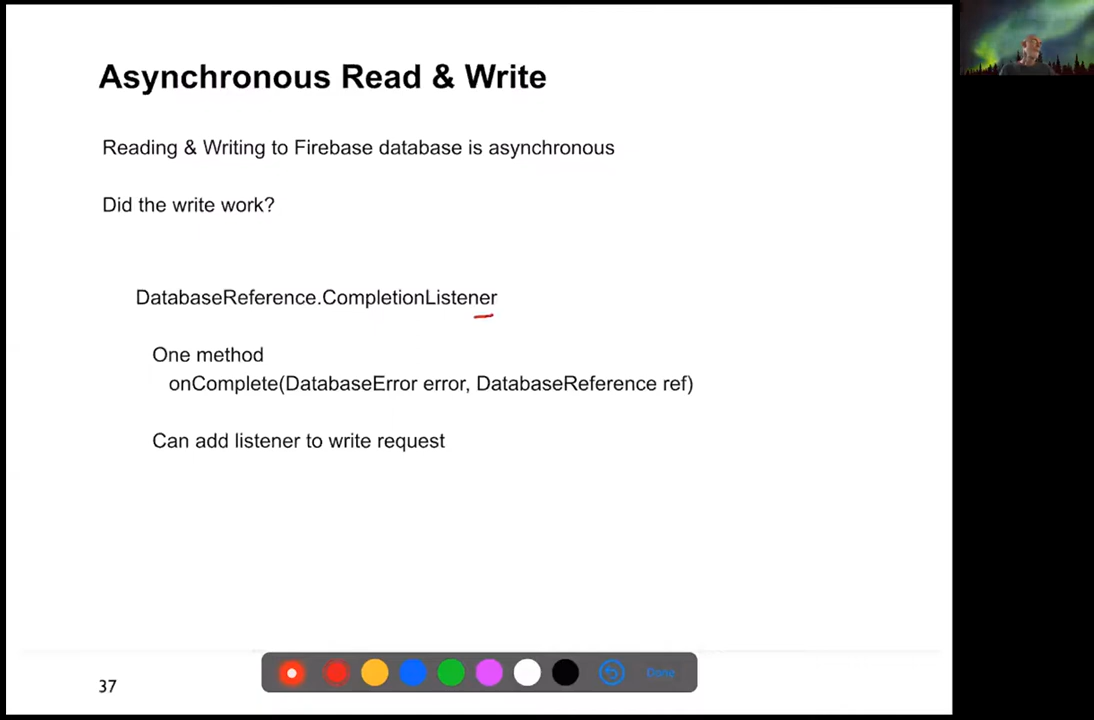 Asynchronous Read & Write
Reading & Writing to Firebase database is asynchronous
Did the write work?
DatabaseReference.CompletionListener
One method
onComplete(DatabaseError error, DatabaseReference ref)
Can add listener to write request
37
Done